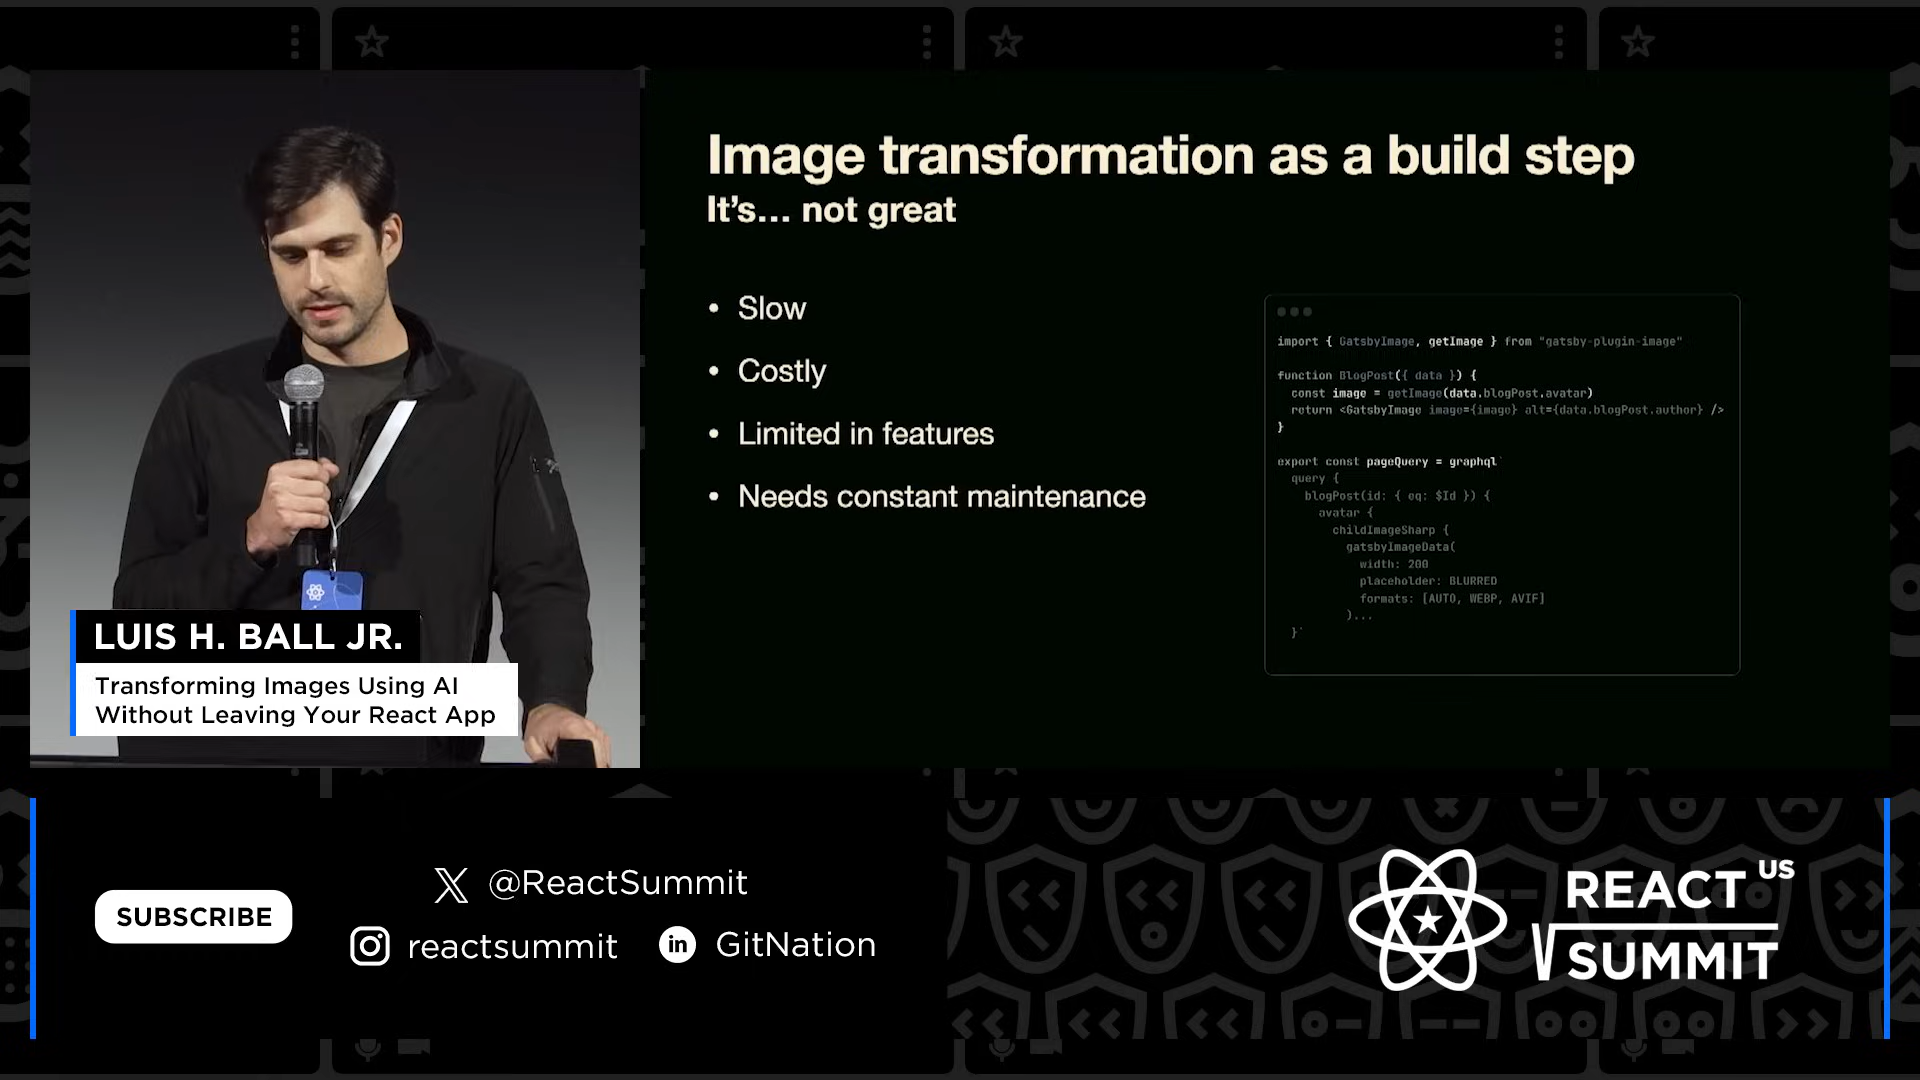 Image transformation as a build step
It's... not great
• Slow
• Costly
• Limited in features
• Needs constant maintenance
import { GatsbyImage, getImage } from "gatsby-plugin-image"
function BlogPost({ data }) {
const image = getImage(data.blogPost.avatar)
return <GatsbyImage image={image} alt={data.blogPost.author} />
}
export const pageQuery = graphql`
query {
blogPost(id: { eq: $Id }) {
avatar {
childImageSharp {
gatsbyImageData(
width: 200
placeholder: BLURRED
formats: [AUTO, WEBP, AVIF]
)...
}`
LUIS H. BALL JR.
Transforming Images Using AI
Without Leaving Your React App
SUBSCRIBE
@ReactSummit
reactsummit
GitNation
REACT US
SUMMIT